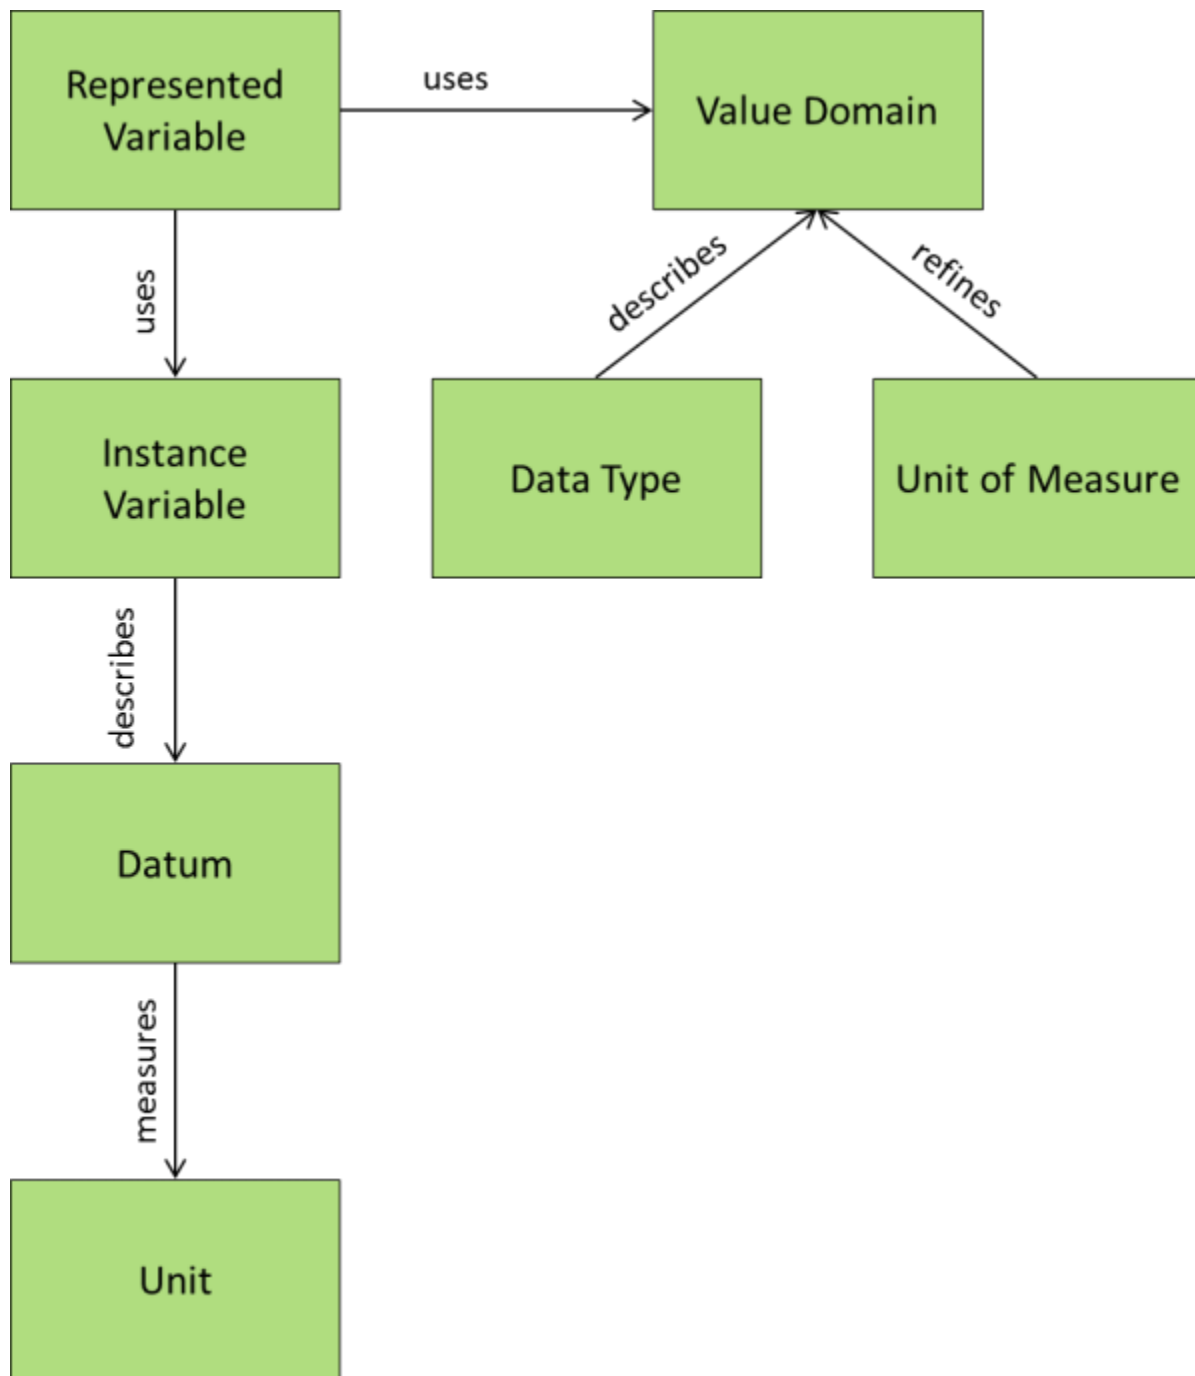 Represented
Variable
uses
Value Domain
uses
describes
refines
Instance
Variable
Data Type
Unit of Measure
describes
Datum
measures
Unit